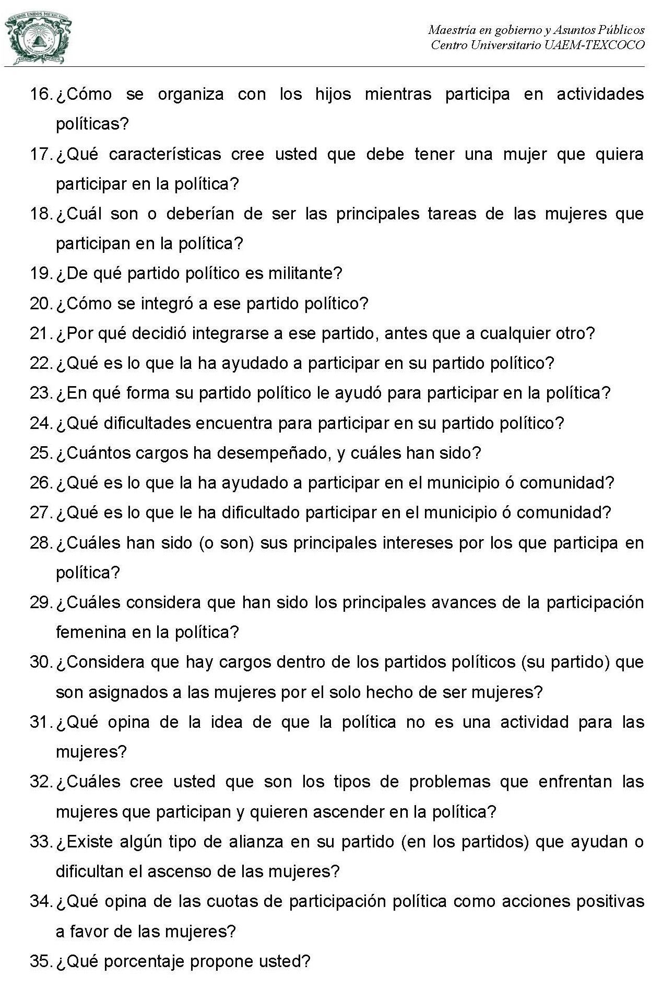 ESTADOS UNIDOS MEXICANOS
Maestría en gobierno y Asuntos Públicos
Centro Universitario UAEM-TEXCOCO
16. ¿Cómo se organiza con los hijos mientras participa en actividades
políticas?
17. ¿Qué características cree usted que debe tener una mujer que quiera
participar en la política?
18. ¿Cuál son o deberían de ser las principales tareas de las mujeres que
participan en la política?
19. ¿De qué partido político es militante?
20. ¿Cómo se integró a ese partido político?
21. ¿Por qué decidió integrarse a ese partido, antes que a cualquier otro?
22. ¿Qué es lo que la ha ayudado a participar en su partido político?
23. ¿En qué forma su partido político le ayudó para participar en la política?
24. ¿Qué dificultades encuentra para participar en su partido político?
25. ¿Cuántos cargos ha desempeñado, y cuáles han sido?
26. ¿Qué es lo que la ha ayudado a participar en el municipio ó comunidad?
27. ¿Qué es lo que le ha dificultado participar en el municipio ó comunidad?
28. ¿Cuáles han sido (o son) sus principales intereses por los que participa en
política?
29. ¿Cuáles considera que han sido los principales avances de la participación
femenina en la política?
30. ¿Considera que hay cargos dentro de los partidos políticos (su partido) que
son asignados a las mujeres por el solo hecho de ser mujeres?
31. ¿Qué opina de la idea de que la política no es una actividad para las
mujeres?
32. ¿Cuáles cree usted que son los tipos de problemas que enfrentan las
mujeres que participan y quieren ascender en la política?
33. ¿Existe algún tipo de alianza en su partido (en los partidos) que ayudan o
dificultan el ascenso de las mujeres?
34. ¿Qué opina de las cuotas de participación política como acciones positivas
a favor de las mujeres?
35. ¿Qué porcentaje propone usted?